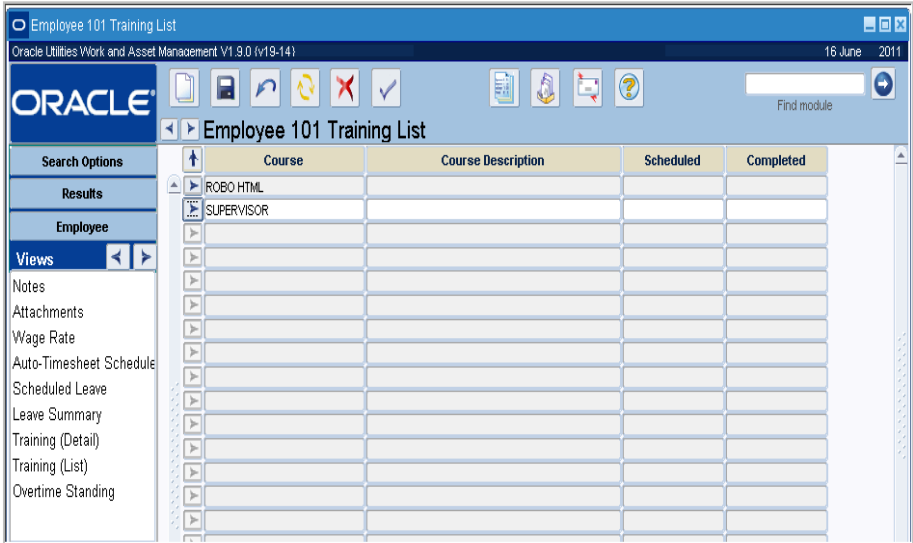 Employee 101 Training List
Oracle Utilities Work and Asset Management V1.9.0 (v19-14) 16 June 2011
ORACLE®
Find module
Employee 101 Training List
Search Options
Results
Employee
Views
Notes
Attachments
Wage Rate
Auto-Timesheet Schedule
Scheduled Leave
Leave Summary
Training (Detail)
Training (List)
Overtime Standing
Course Course Description Scheduled Completed
ROBO HTML
SUPERVISOR